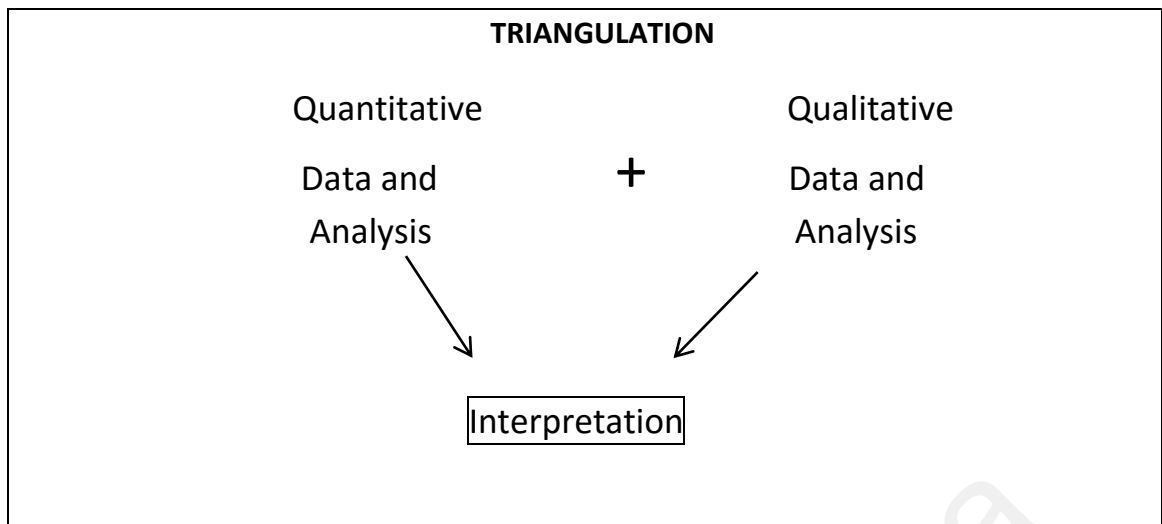 TRIANGULATION
Quantitative Qualitative
+
Data and Data and
Analysis Analysis
Interpretation